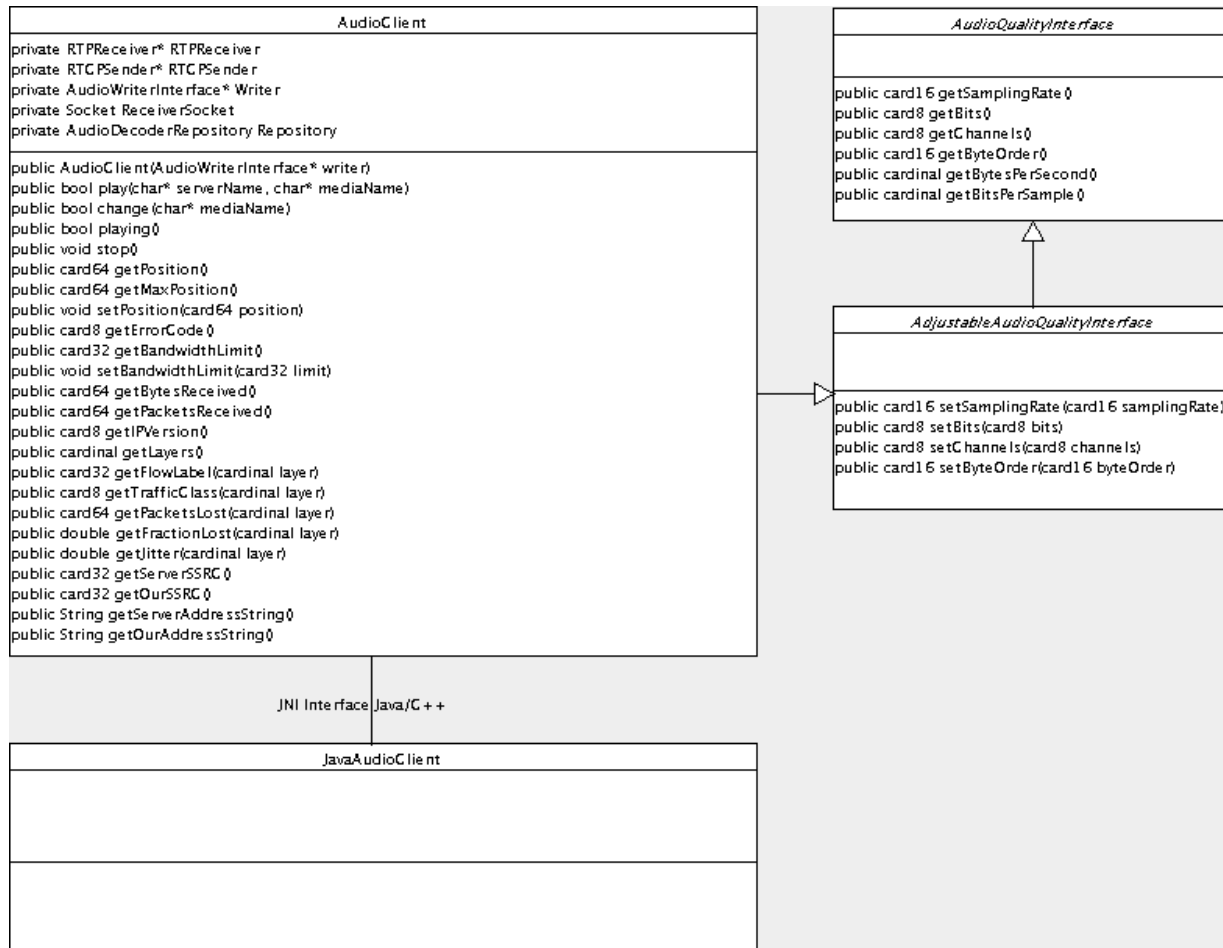 AudioClient
private RTPReceiver* RTPReceiver
private RTCPSender* RTCPSender
private AudioWriterInterface* Writer
private Socket ReceiverSocket
private AudioDecoderRepository Repository
public AudioClient(AudioWriterInterface* writer)
public bool play(char* serverName, char* mediaName)
public bool change(char* mediaName)
public bool playing()
public void stop()
public card64 getPosition()
public card64 getMaxPosition()
public void setPosition(card64 position)
public card8 getErrorCode()
public card32 getBandwidthLimit()
public void setBandwidthLimit(card32 limit)
public card64 getBytesReceived()
public card64 getPacketsReceived()
public card8 getIPVersion()
public cardinal getLayers()
public card32 getFlowLabel(cardinal layer)
public card8 getTrafficClass(cardinal layer)
public card64 getPacketsLost(cardinal layer)
public double getFractionLost(cardinal layer)
public double getJitter(cardinal layer)
public card32 getServerSSRC()
public card32 getOurSSRC()
public String getServerAddressString()
public String getOurAddressString()
AudioQualityInterface
public card16 getSamplingRate()
public card8 getBits()
public card8 getChannels()
public card16 getByteOrder()
public cardinal getBytesPerSecond()
public cardinal getBitsPerSample()
AdjustableAudioQualityInterface
public card16 setSamplingRate(card16 samplingRate)
public card8 setBits(card8 bits)
public card8 setChannels(card8 channels)
public card16 setByteOrder(card16 byteOrder)
JNI Interface Java/C++
JavaAudioClient